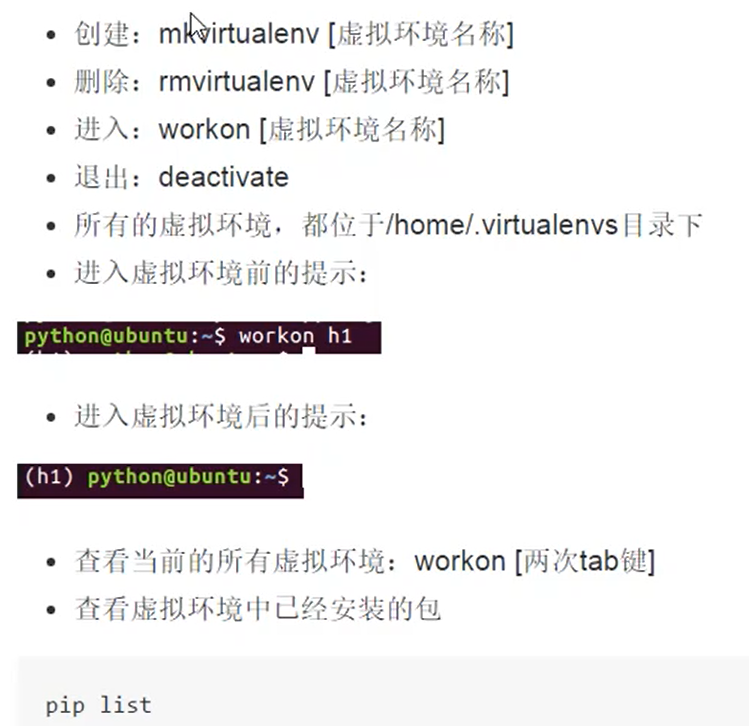 创建：mkvirtualenv [虚拟环境名称]
删除：rmvirtualenv [虚拟环境名称]
进入：workon [虚拟环境名称]
退出：deactivate
所有的虚拟环境，都位于/home/.virtualenvs目录下
进入虚拟环境前的提示：
python@ubuntu:~$ workon h1
进入虚拟环境后的提示：
(h1) python@ubuntu:~$
查看当前的所有虚拟环境：workon [两次tab键]
查看虚拟环境中已经安装的包
pip list